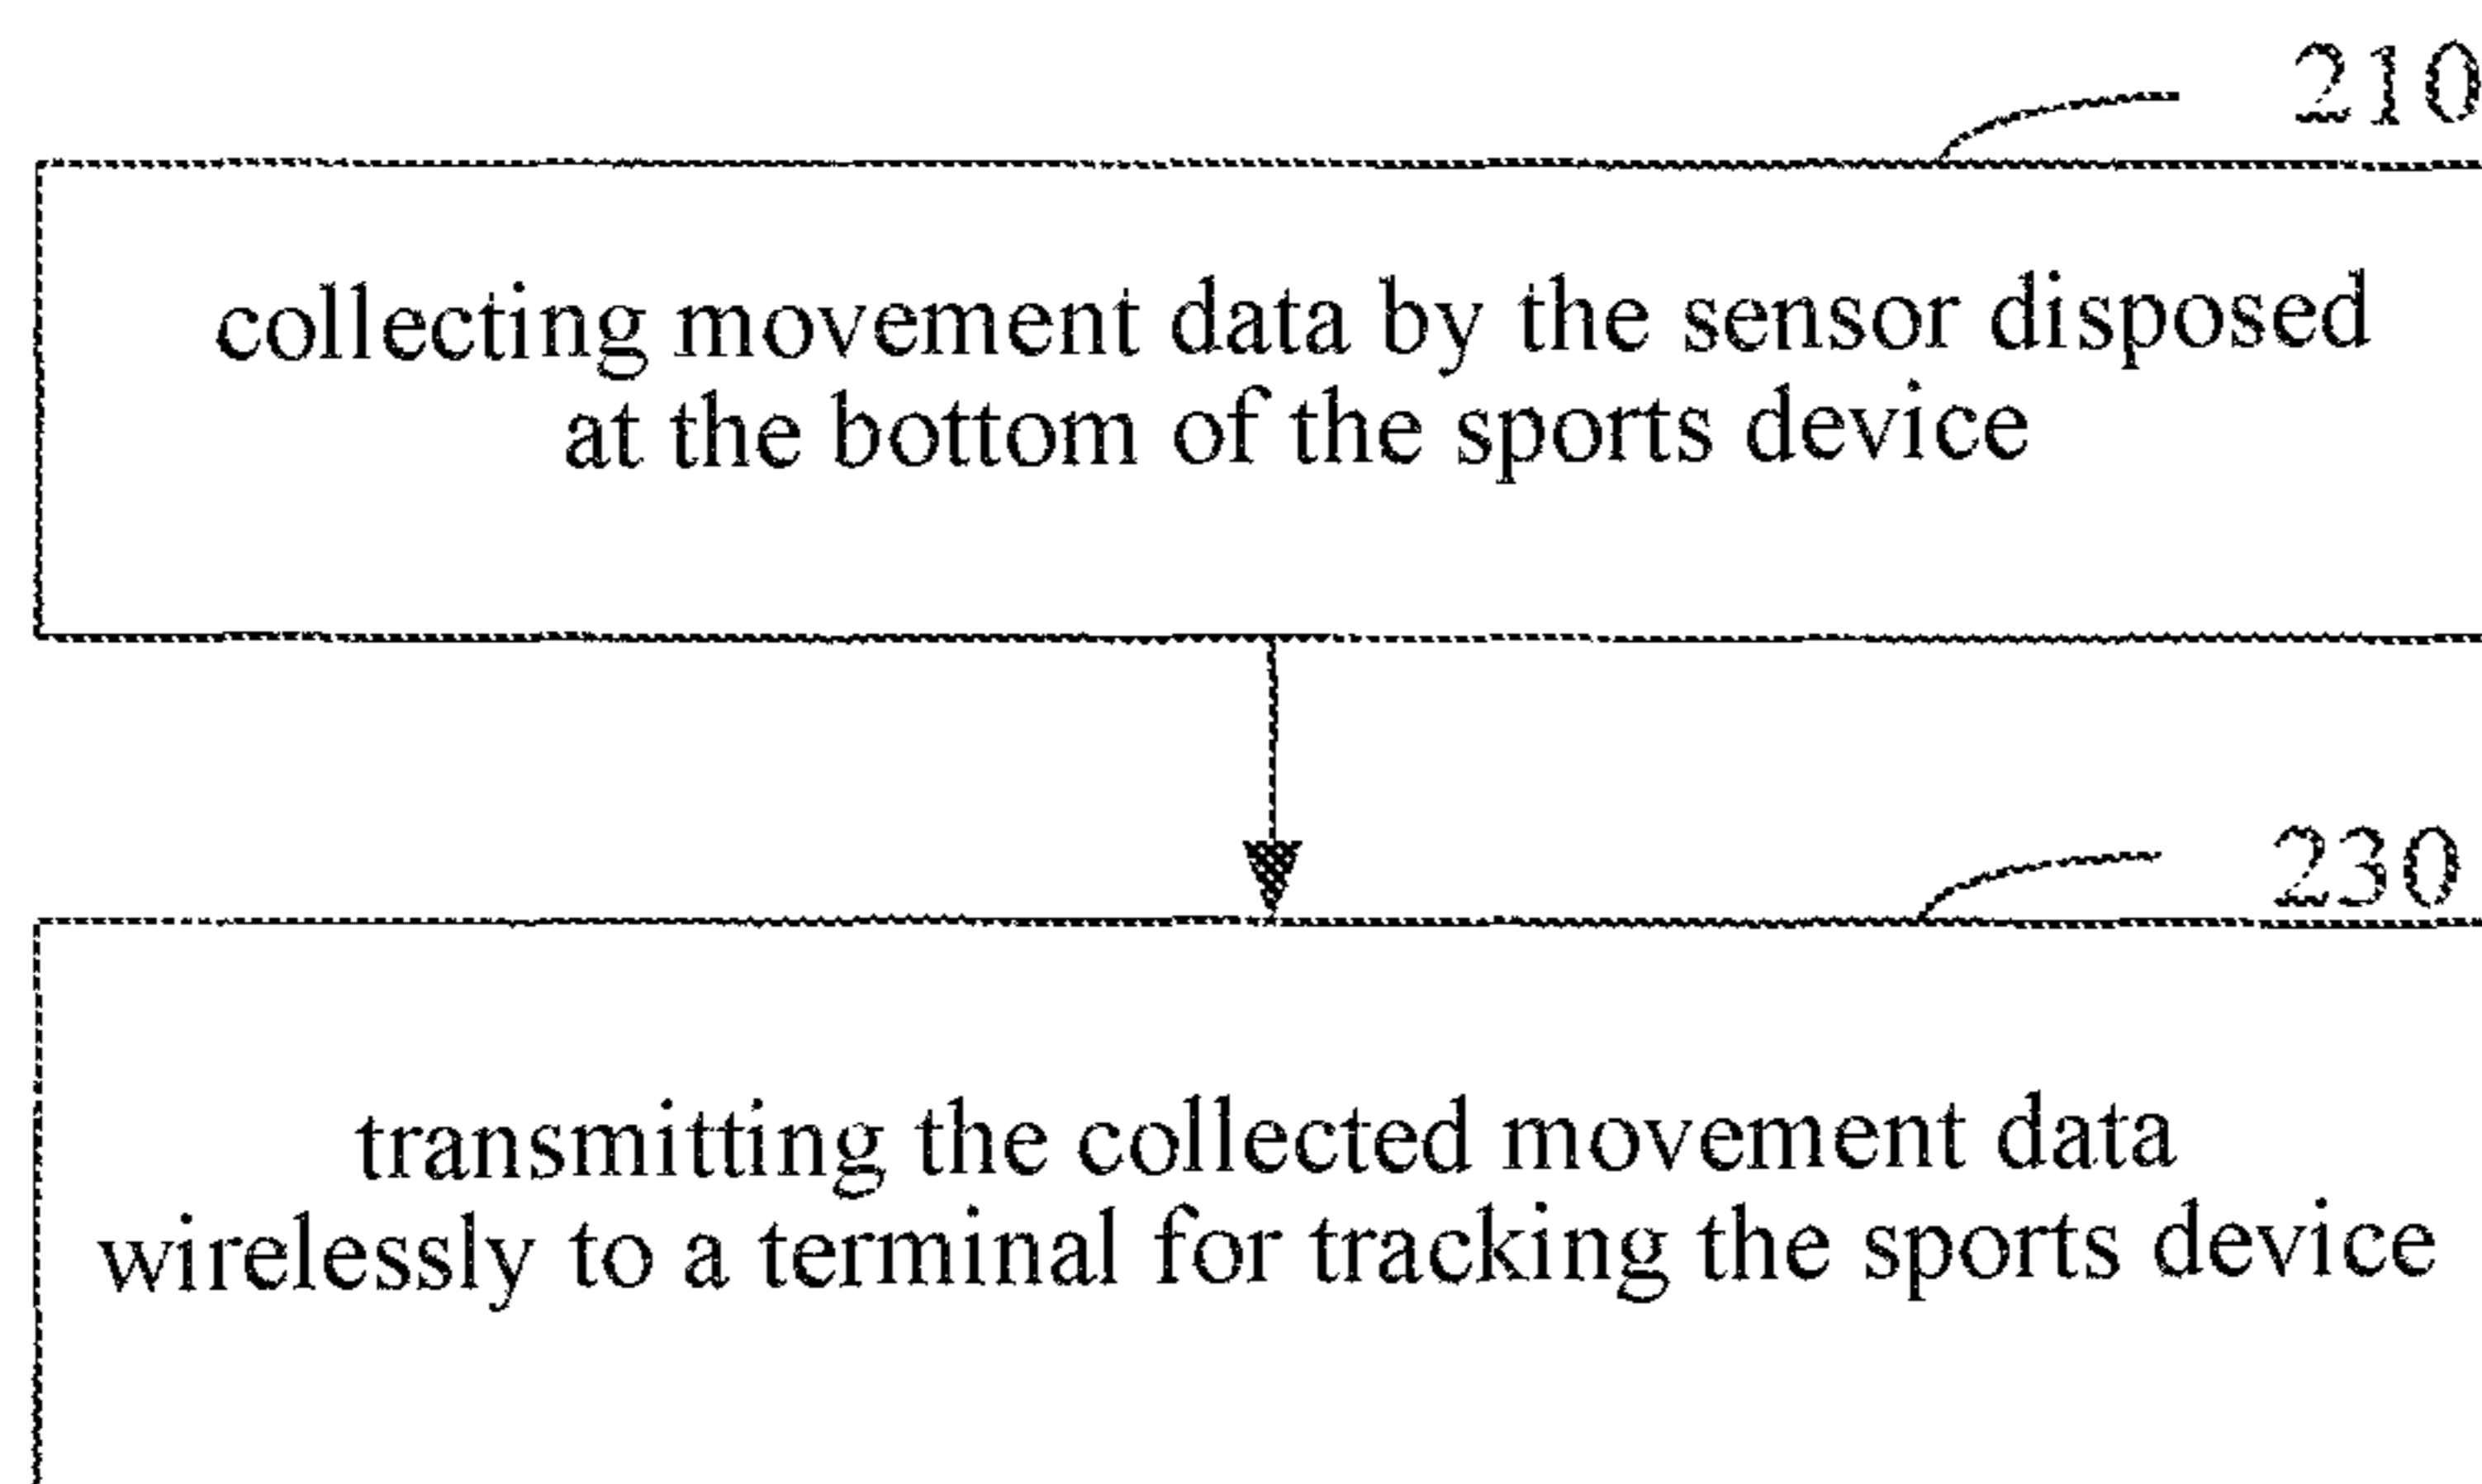 210
collecting movement data by the sensor disposed
at the bottom of the sports device
230
transmitting the collected movement data
wirelessly to a terminal for tracking the sports device